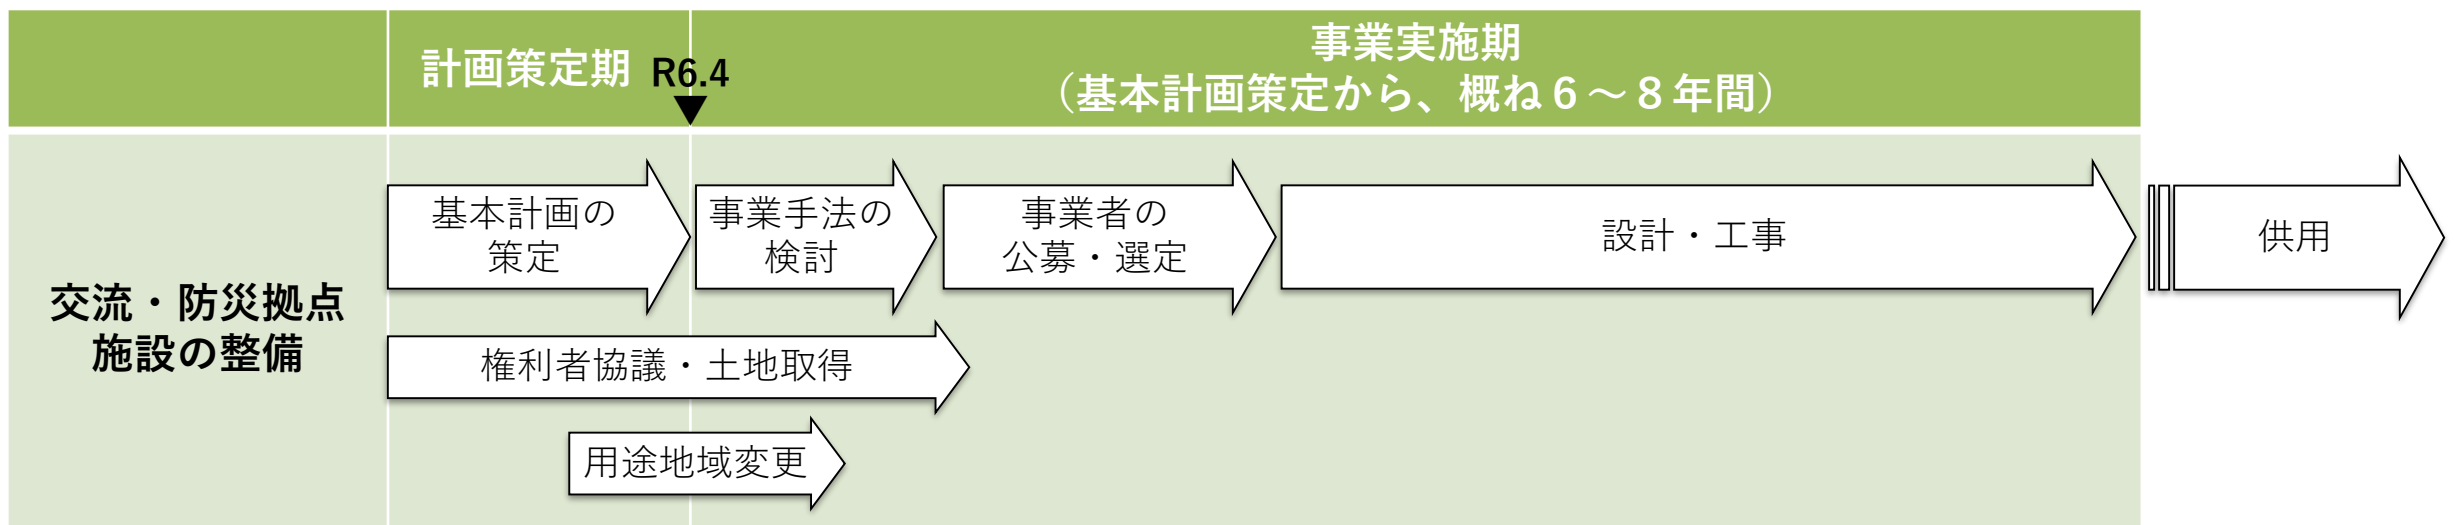 計画策定期
R6.4
事業実施期
（基本計画策定から、概ね６～８年間）
交流・防災拠点
施設の整備
基本計画の
策定
事業手法の
検討
事業者の
公募・選定
設計・工事
供用
権利者協議・土地取得
用途地域変更